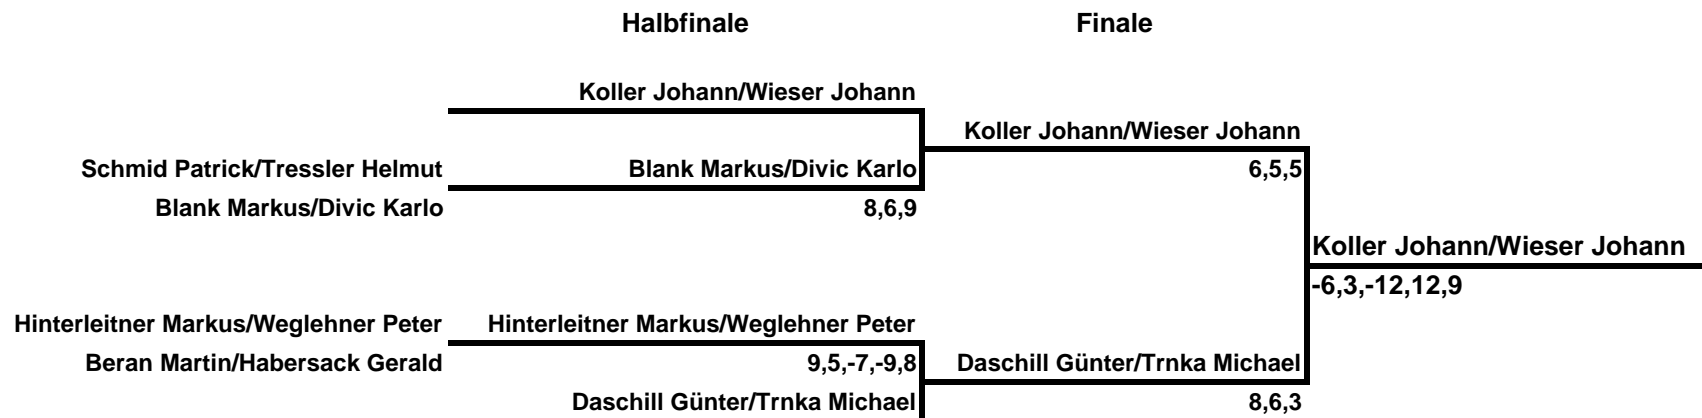 Halbfinale Finale
Koller Johann/Wieser Johann
Koller Johann/Wieser Johann
Schmid Patrick/Tressler Helmut Blank Markus/Divic Karlo 6,5,5
Blank Markus/Divic Karlo 8,6,9
Koller Johann/Wieser Johann
-6,3,-12,12,9
Hinterleitner Markus/Weglehner Peter Hinterleitner Markus/Weglehner Peter
Beran Martin/Habersack Gerald 9,5,-7,-9,8 Daschill Günter/Trnka Michael
Daschill Günter/Trnka Michael 8,6,3